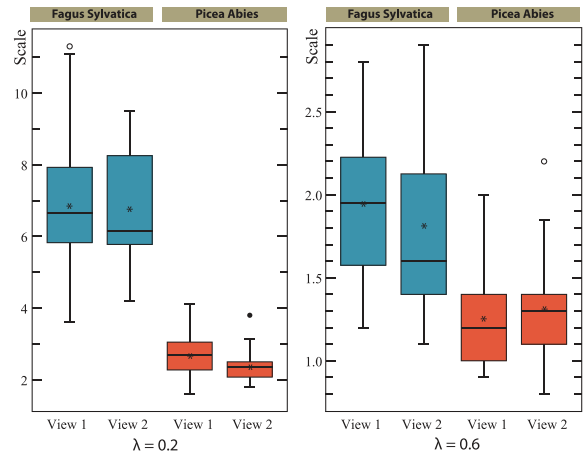 Fagus Sylvatica Picea Abies Fagus Sylvatica Picea Abies
Scale Scale
10
8
6
4
2
2.5
2.0
1.5
1.0
View 1 View 2 View 1 View 2 View 1 View 2 View 1 View 2
λ = 0.2 λ = 0.6